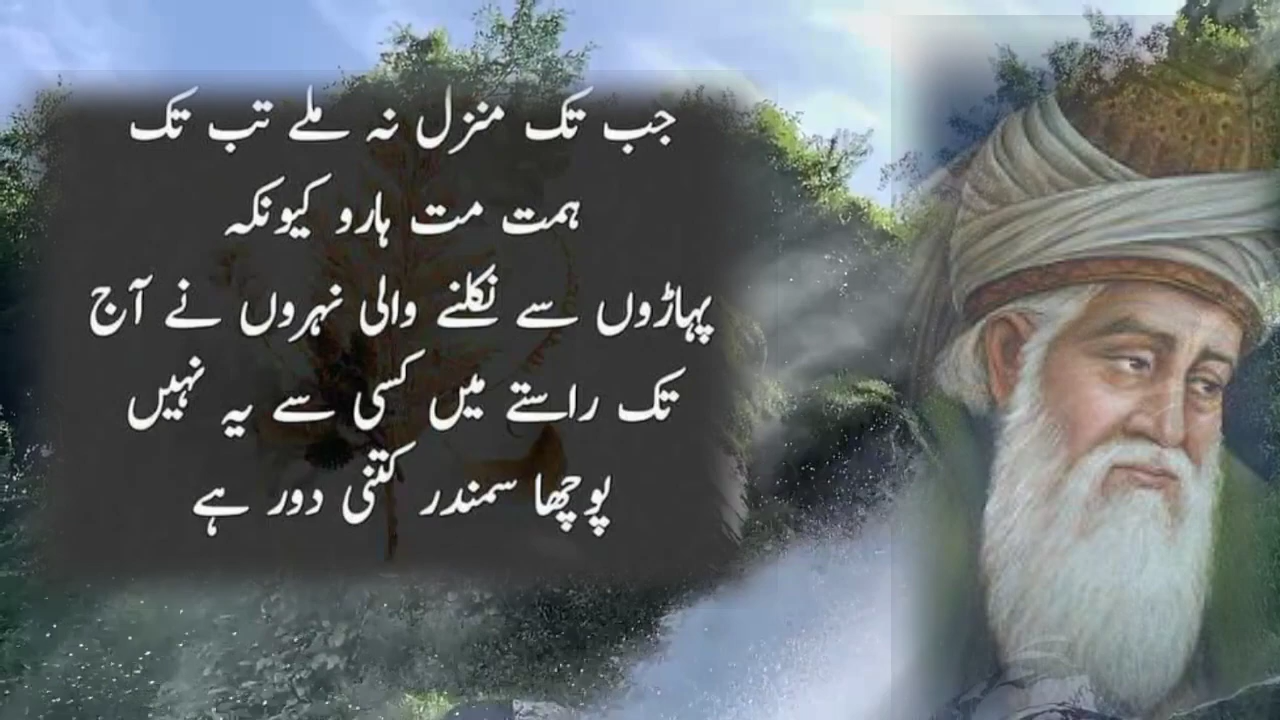 جب تک منزل نہ ملے تب تک
ہمت مت ہارو کیونکہ
پہاڑوں سے نکلنے والی نہروں نے آج
تک راستے میں کسی سے یہ نہیں
پوچھا سمندر کتنی دور ہے